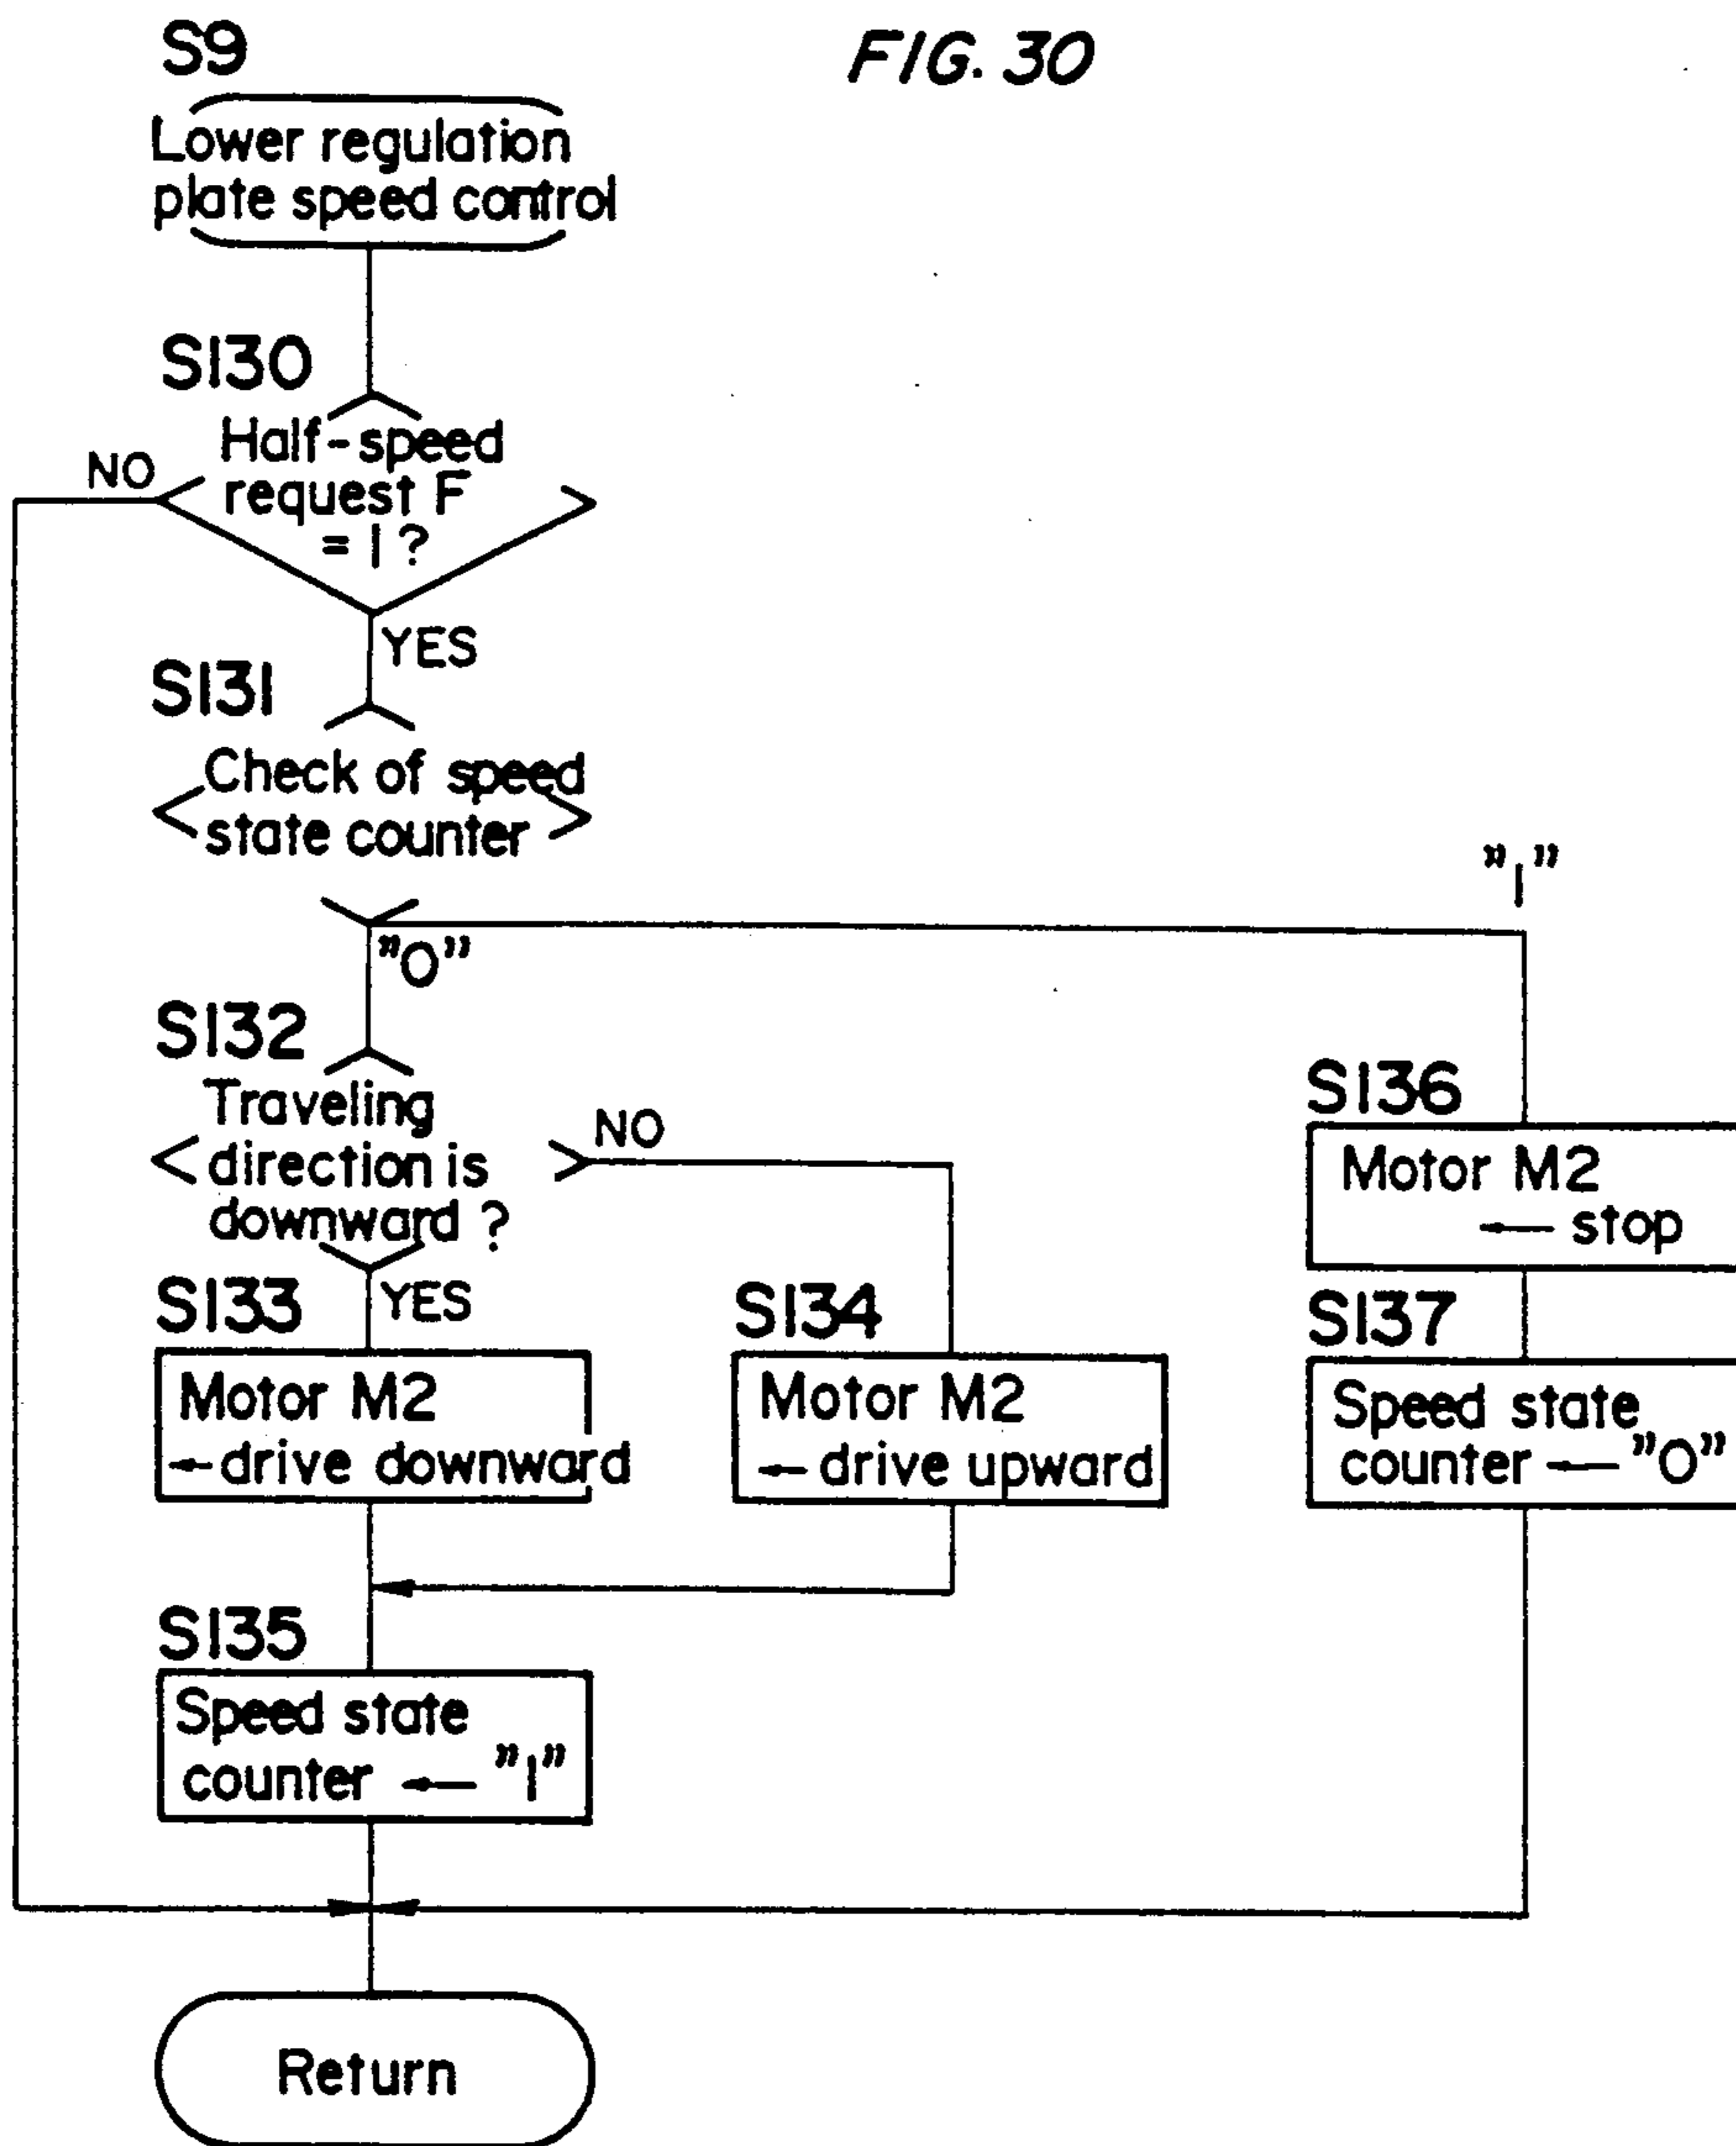 S9
FIG. 30
Lower regulation
plate speed control
S130
Half-speed
request F
= 1 ?
NO
YES
S131
Check of speed
state counter
"0"
"1"
S132
Traveling
direction is
downward ?
NO
YES
S133
Motor M2
← drive downward
S134
Motor M2
← drive upward
S135
Speed state
counter ← "1"
S136
Motor M2
← stop
S137
Speed state
counter ← "0"
Return